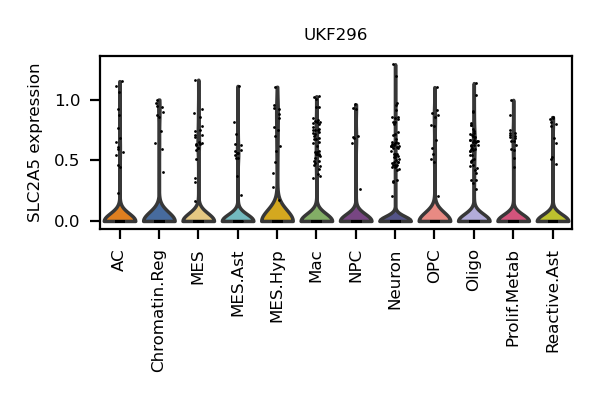 UKF296
SLC2A5 expression
1.0
0.5
0.0
AC
Chromatin.Reg
MES
MES.Ast
MES.Hyp
Mac
NPC
Neuron
OPC
Oligo
Prolif.Metab
Reactive.Ast